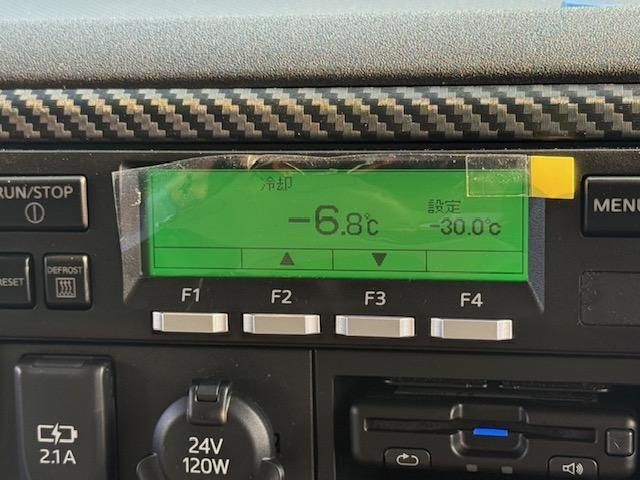 RUN/STOP
冷却
-6.8℃
設定
-30.0℃
MENU
RESET
DEFROST
▲
▼
F1
F2
F3
F4
2.1A
24V
120W